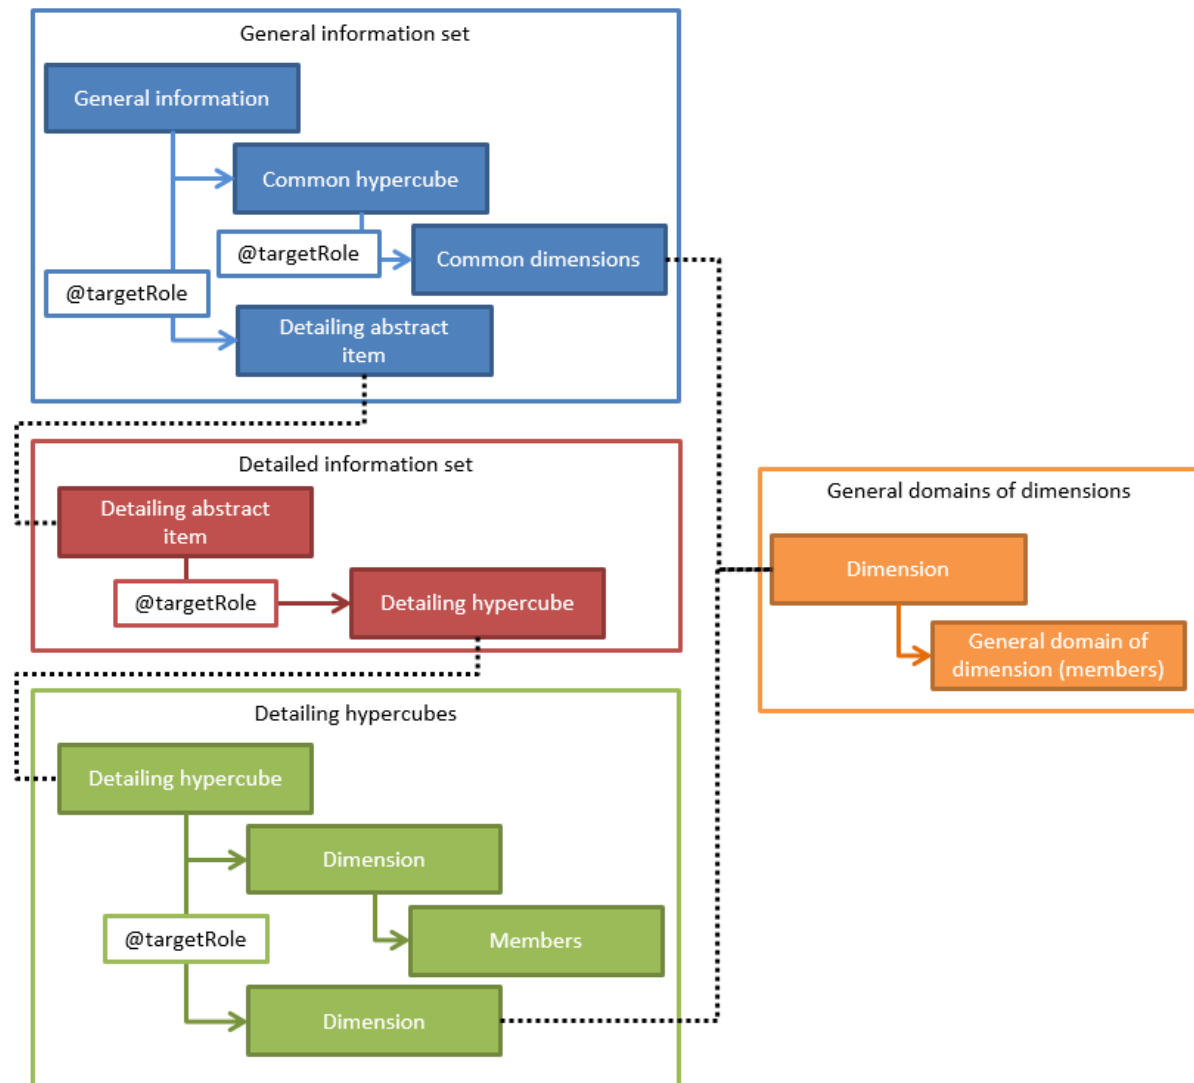 General information set
General information
Common hypercube
@targetRole
Common dimensions
@targetRole
Detailing abstract
item
Detailed information set
Detailing abstract
item
@targetRole
Detailing hypercube
General domains of dimensions
Dimension
General domain of
dimension (members)
Detailing hypercubes
Detailing hypercube
Dimension
@targetRole
Members
Dimension